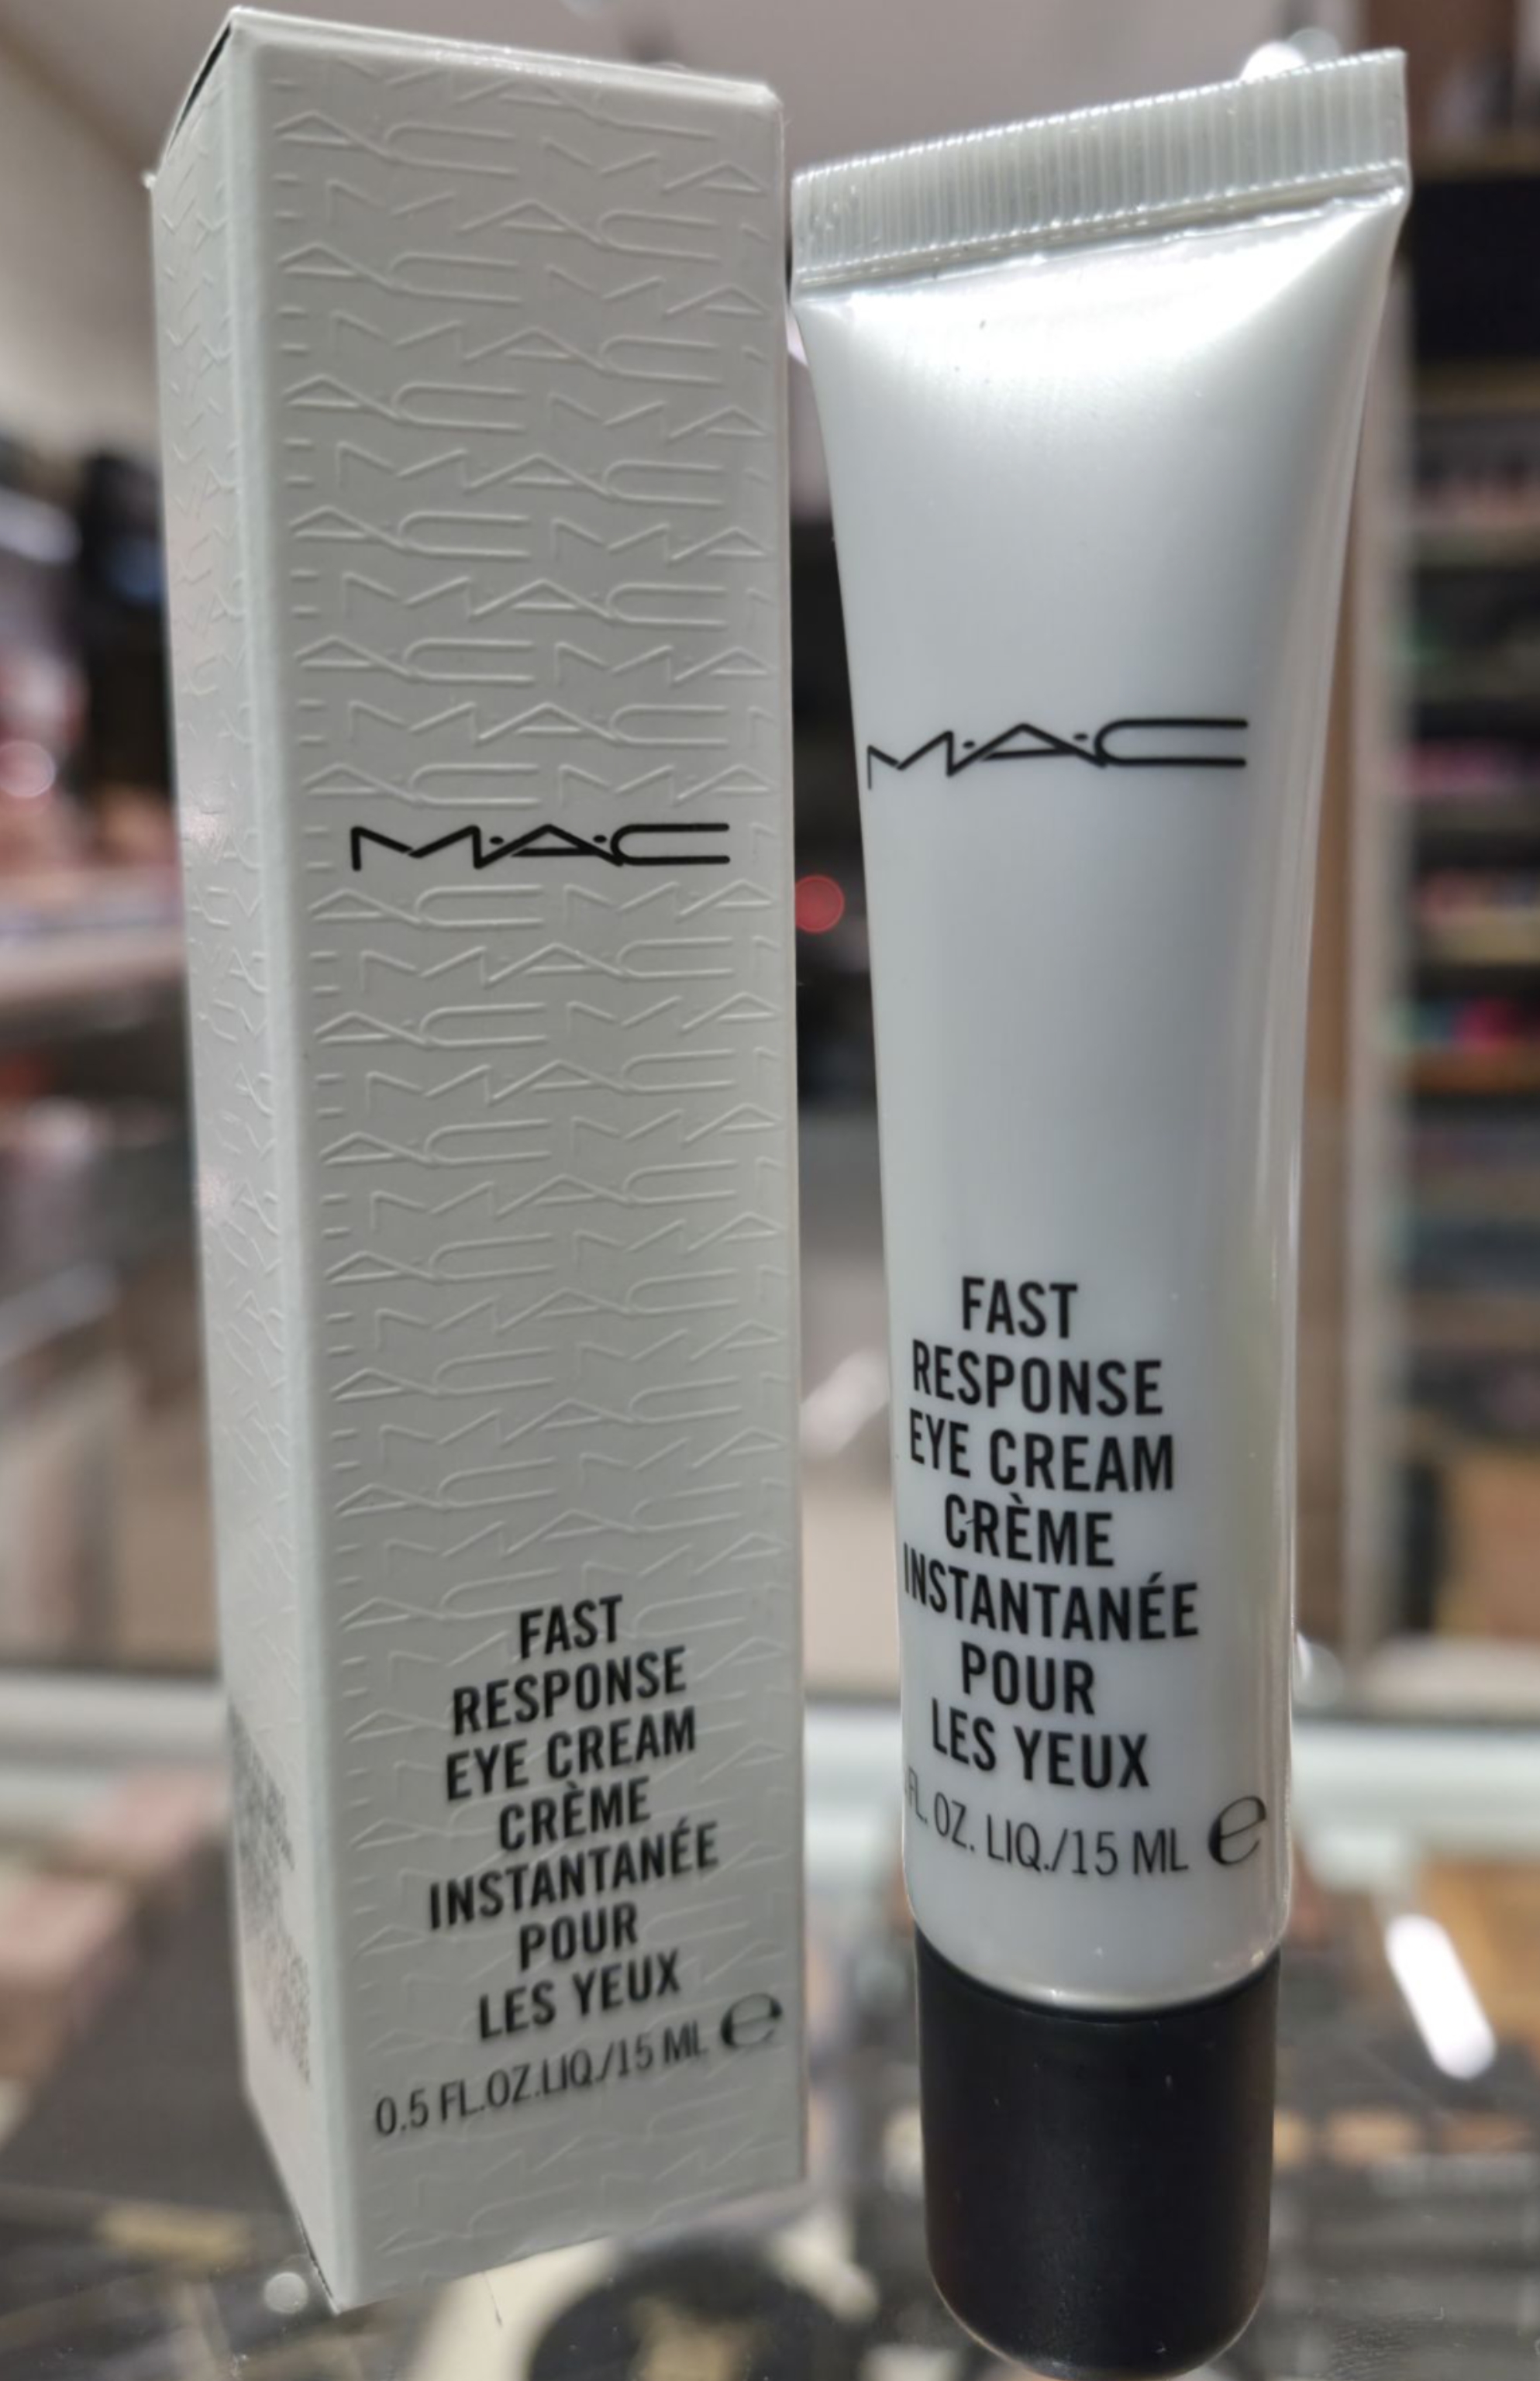 M·A·C
FAST
RESPONSE
EYE CREAM
CRÈME
INSTANTANÉE
POUR
LES YEUX
0.5 FL.OZ.LIQ./15 ML e
M·A·C
FAST
RESPONSE
EYE CREAM
CRÈME
INSTANTANÉE
POUR
LES YEUX
FL. OZ. LIQ./15 ML e